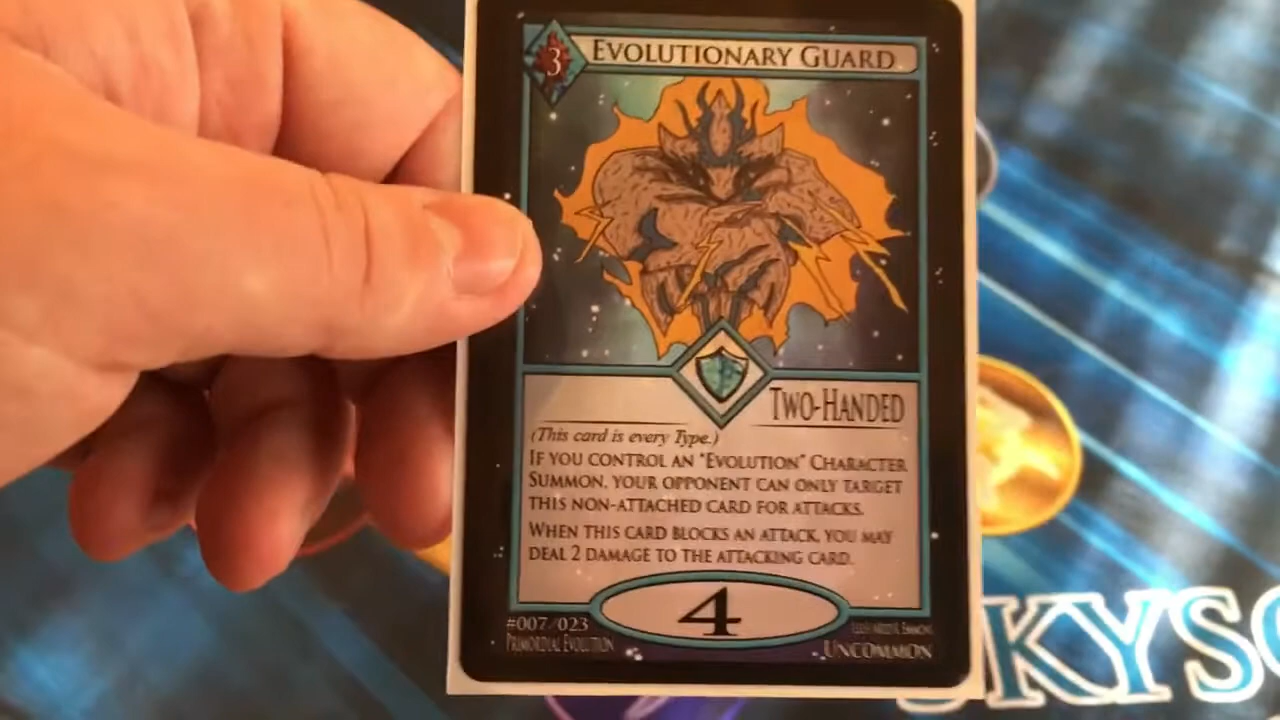 3
EVOLUTIONARY GUARD
TWO-HANDED
(This card is every Type.)
IF YOU CONTROL AN "EVOLUTION" CHARACTER
SUMMON, YOUR OPPONENT CAN ONLY TARGET
THIS NON-ATTACHED CARD FOR ATTACKS.
WHEN THIS CARD BLOCKS AN ATTACK, YOU MAY
DEAL 2 DAMAGE TO THE ATTACKING CARD.
4
#007/023
PRIMORDIAL EVOLUTION
UNCOMMON
KYS